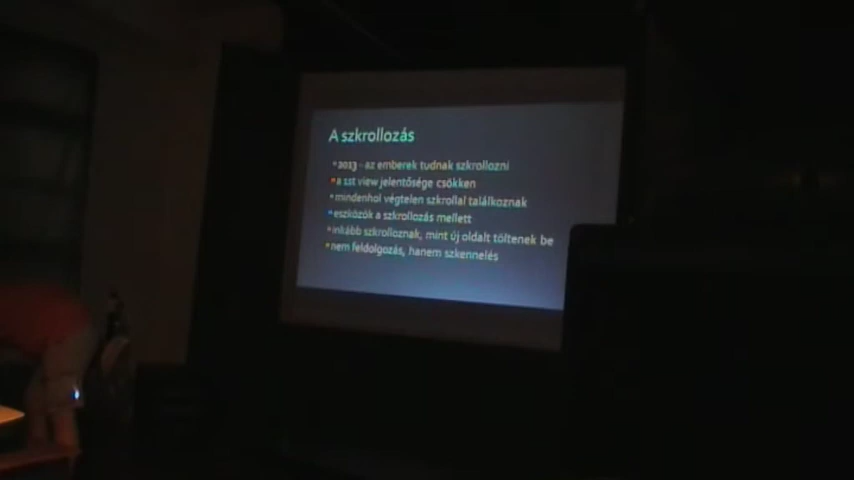 A szkrollozás
2013 - az emberek tudnak szkrollozni
a 1st view jelentősége csökken
mindenhol végtelen szkrollal találkoznak
eszközök a szkrollozás mellett
inkább szkrolloznak, mint új oldalt töltenek be
nem feldolgozás, hanem szkennelés